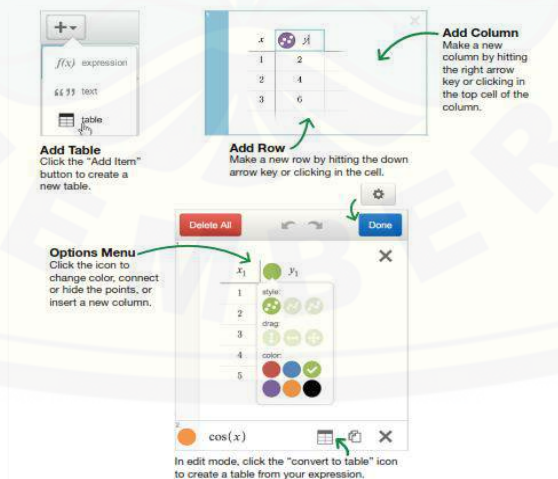 +
f(x) expression
“ ” text
table
Add Table
Click the “Add Item”
button to create a
new table.
x y
1 2
2 4
3 6
Add Column
Make a new
column by hitting
the right arrow
key or clicking in
the top cell of the
column.
Add Row
Make a new row by hitting the down
arrow key or clicking in the cell.
Delete All
Done
Options Menu
Click the icon to
change color, connect
or hide the points, or
insert a new column.
x₁ y₁
1
2
3
4
5
style:
drag:
color:
2
cos(x)
In edit mode, click the “convert to table” icon
to create a table from your expression.